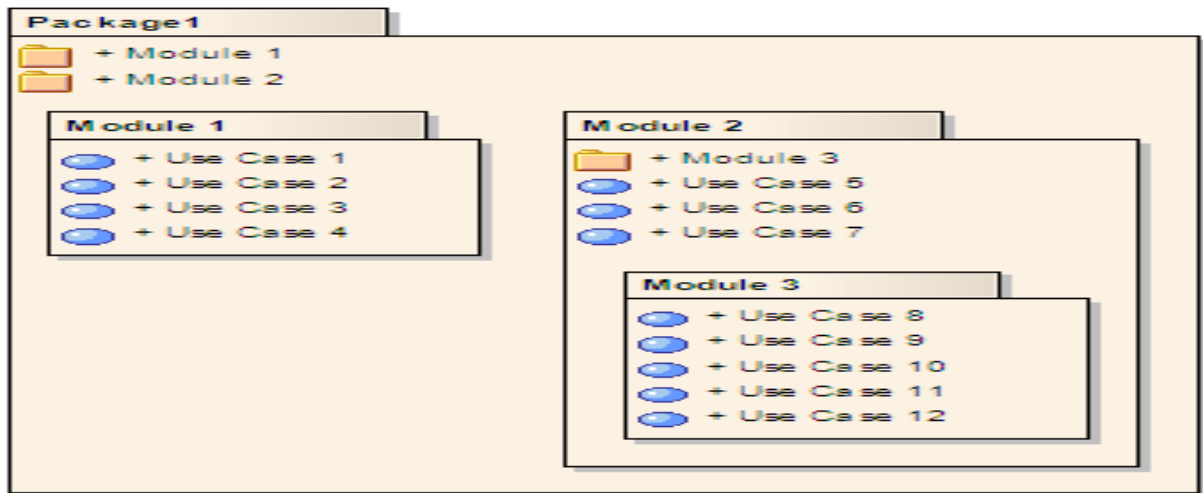 Package1
+ Module 1
+ Module 2
Module 1
+ Use Case 1
+ Use Case 2
+ Use Case 3
+ Use Case 4
Module 2
+ Module 3
+ Use Case 5
+ Use Case 6
+ Use Case 7
Module 3
+ Use Case 8
+ Use Case 9
+ Use Case 10
+ Use Case 11
+ Use Case 12